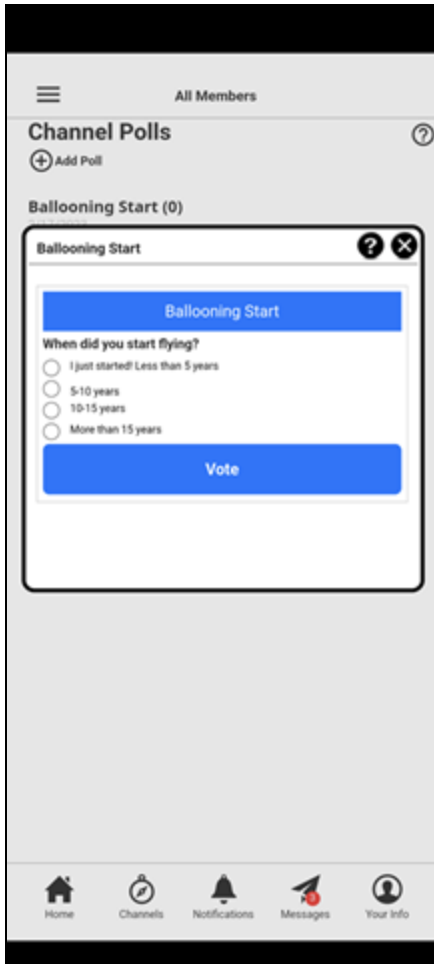 All Members
Channel Polls
Add Poll
Ballooning Start (0)
Ballooning Start
Ballooning Start
When did you start flying?
I just started! Less than 5 years
5-10 years
10-15 years
More than 15 years
Vote
3
Home
Channels
Notifications
Messages
Your Info